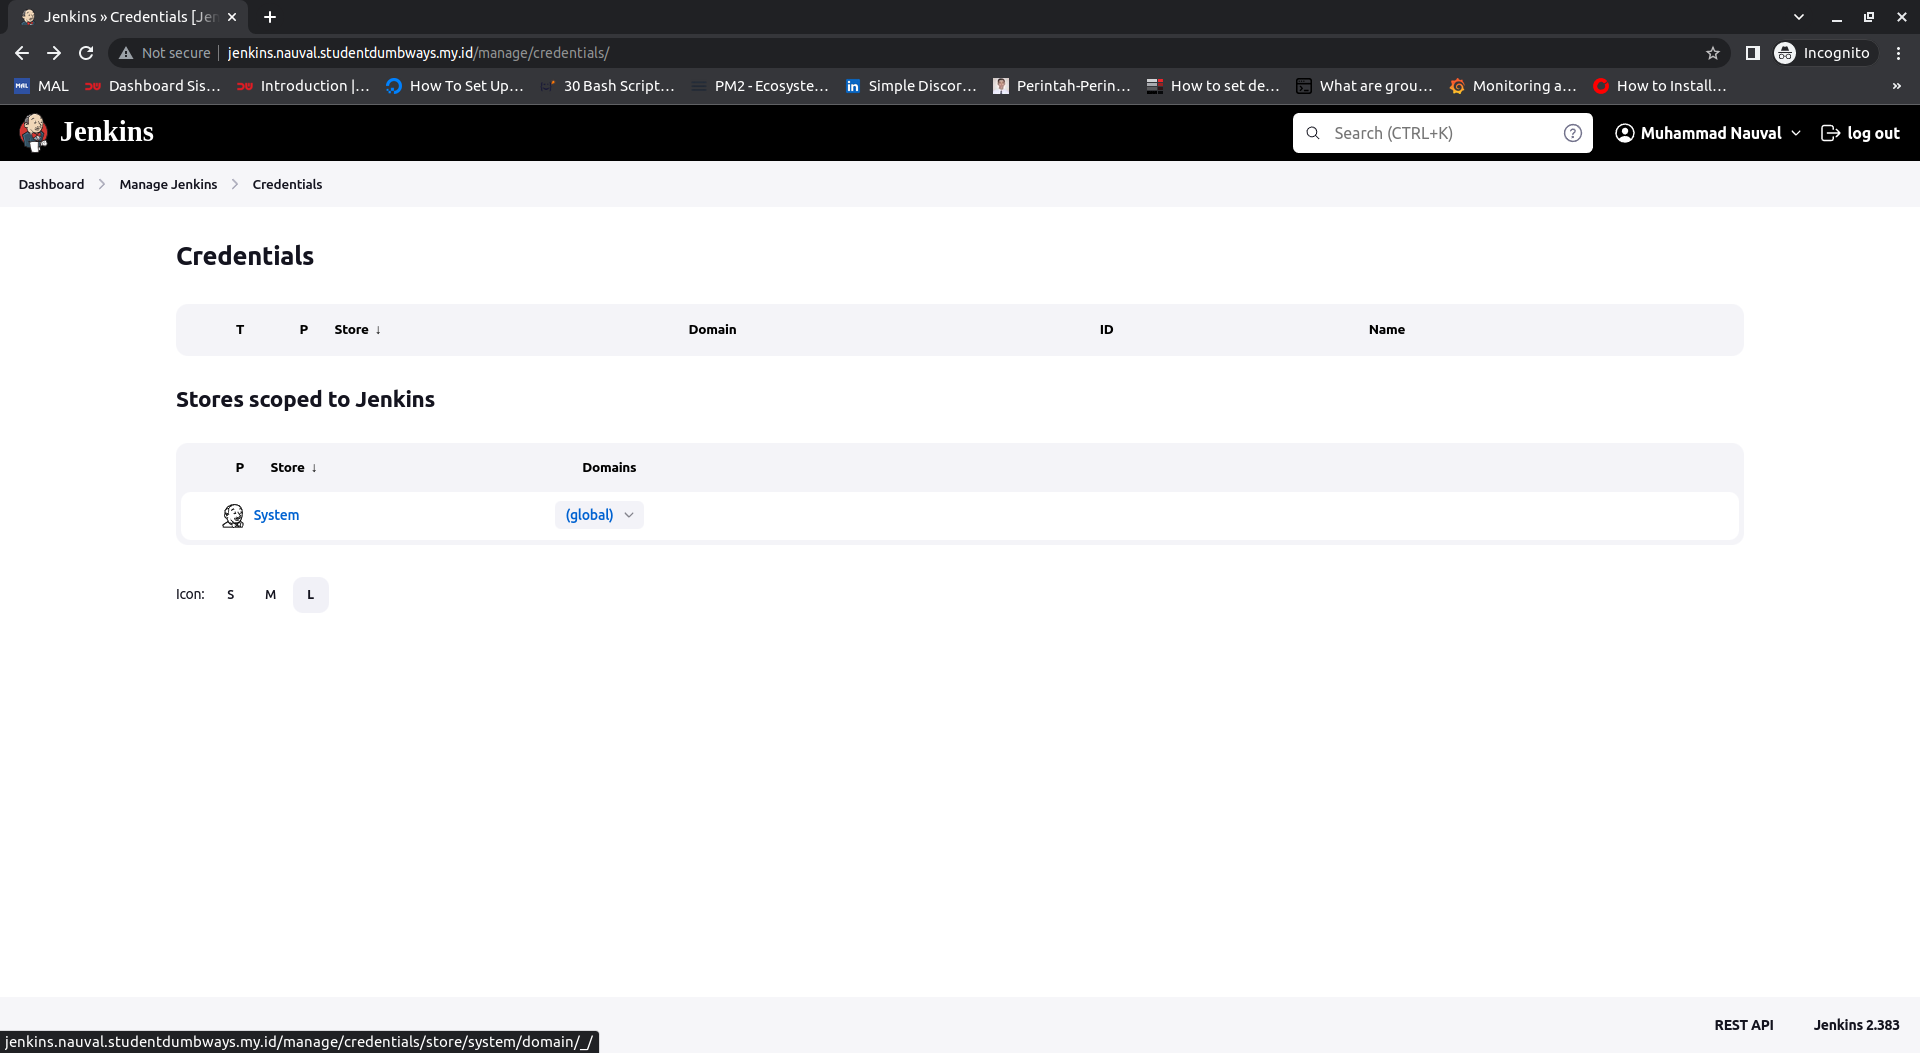 Jenkins » Credentials [Jen
Not secure jenkins.nauval.studentdumbways.my.id/manage/credentials/
Incognito
MAL Dashboard Sis… Introduction |… How To Set Up… 30 Bash Script… PM2 - Ecosyste… Simple Discor… Perintah-Perin… How to set de… What are grou… Monitoring a… How to Install… »
Jenkins
Search (CTRL+K)
?
Muhammad Nauval
log out
Dashboard Manage Jenkins Credentials
Credentials
T P Store ↓ Domain ID Name
Stores scoped to Jenkins
P Store ↓ Domains
System (global)
Icon: S M L
REST API Jenkins 2.383
jenkins.nauval.studentdumbways.my.id/manage/credentials/store/system/domain/_/